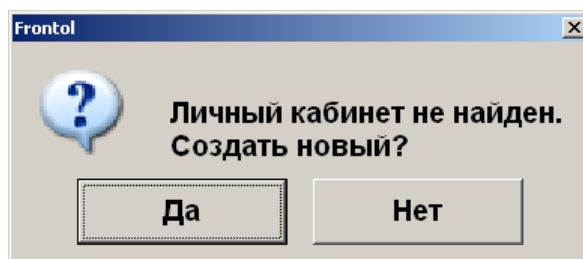 Frontol
Личный кабинет не найден.
Создать новый?
Да
Нет